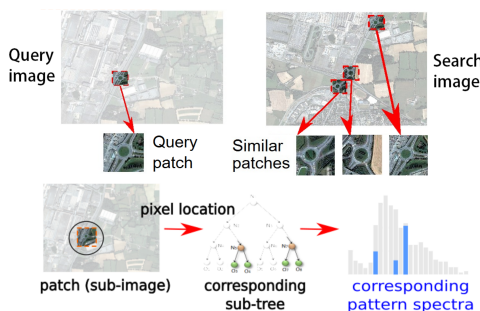 Query
image
Search
image
Query
patch
Similar
patches
pixel location
patch (sub-image)
corresponding
sub-tree
corresponding
pattern spectra